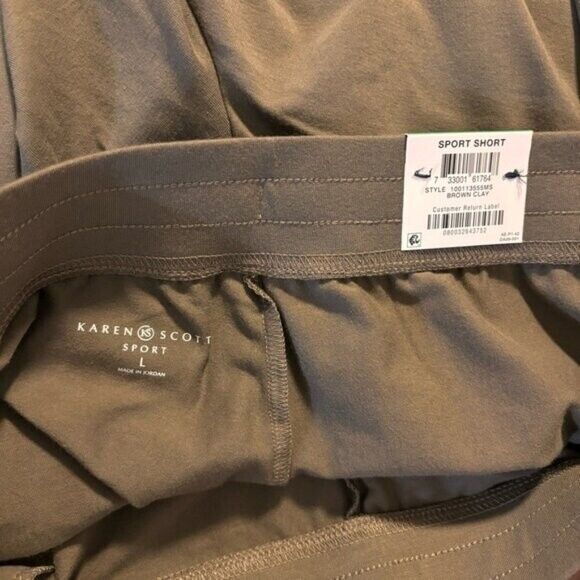 SPORT SHORT
7 33001 61764
STYLE 100113555MS
BROWN CLAY
Customer Return Label
080032643752
KAREN KS SCOTT
SPORT
L
MADE IN JORDAN